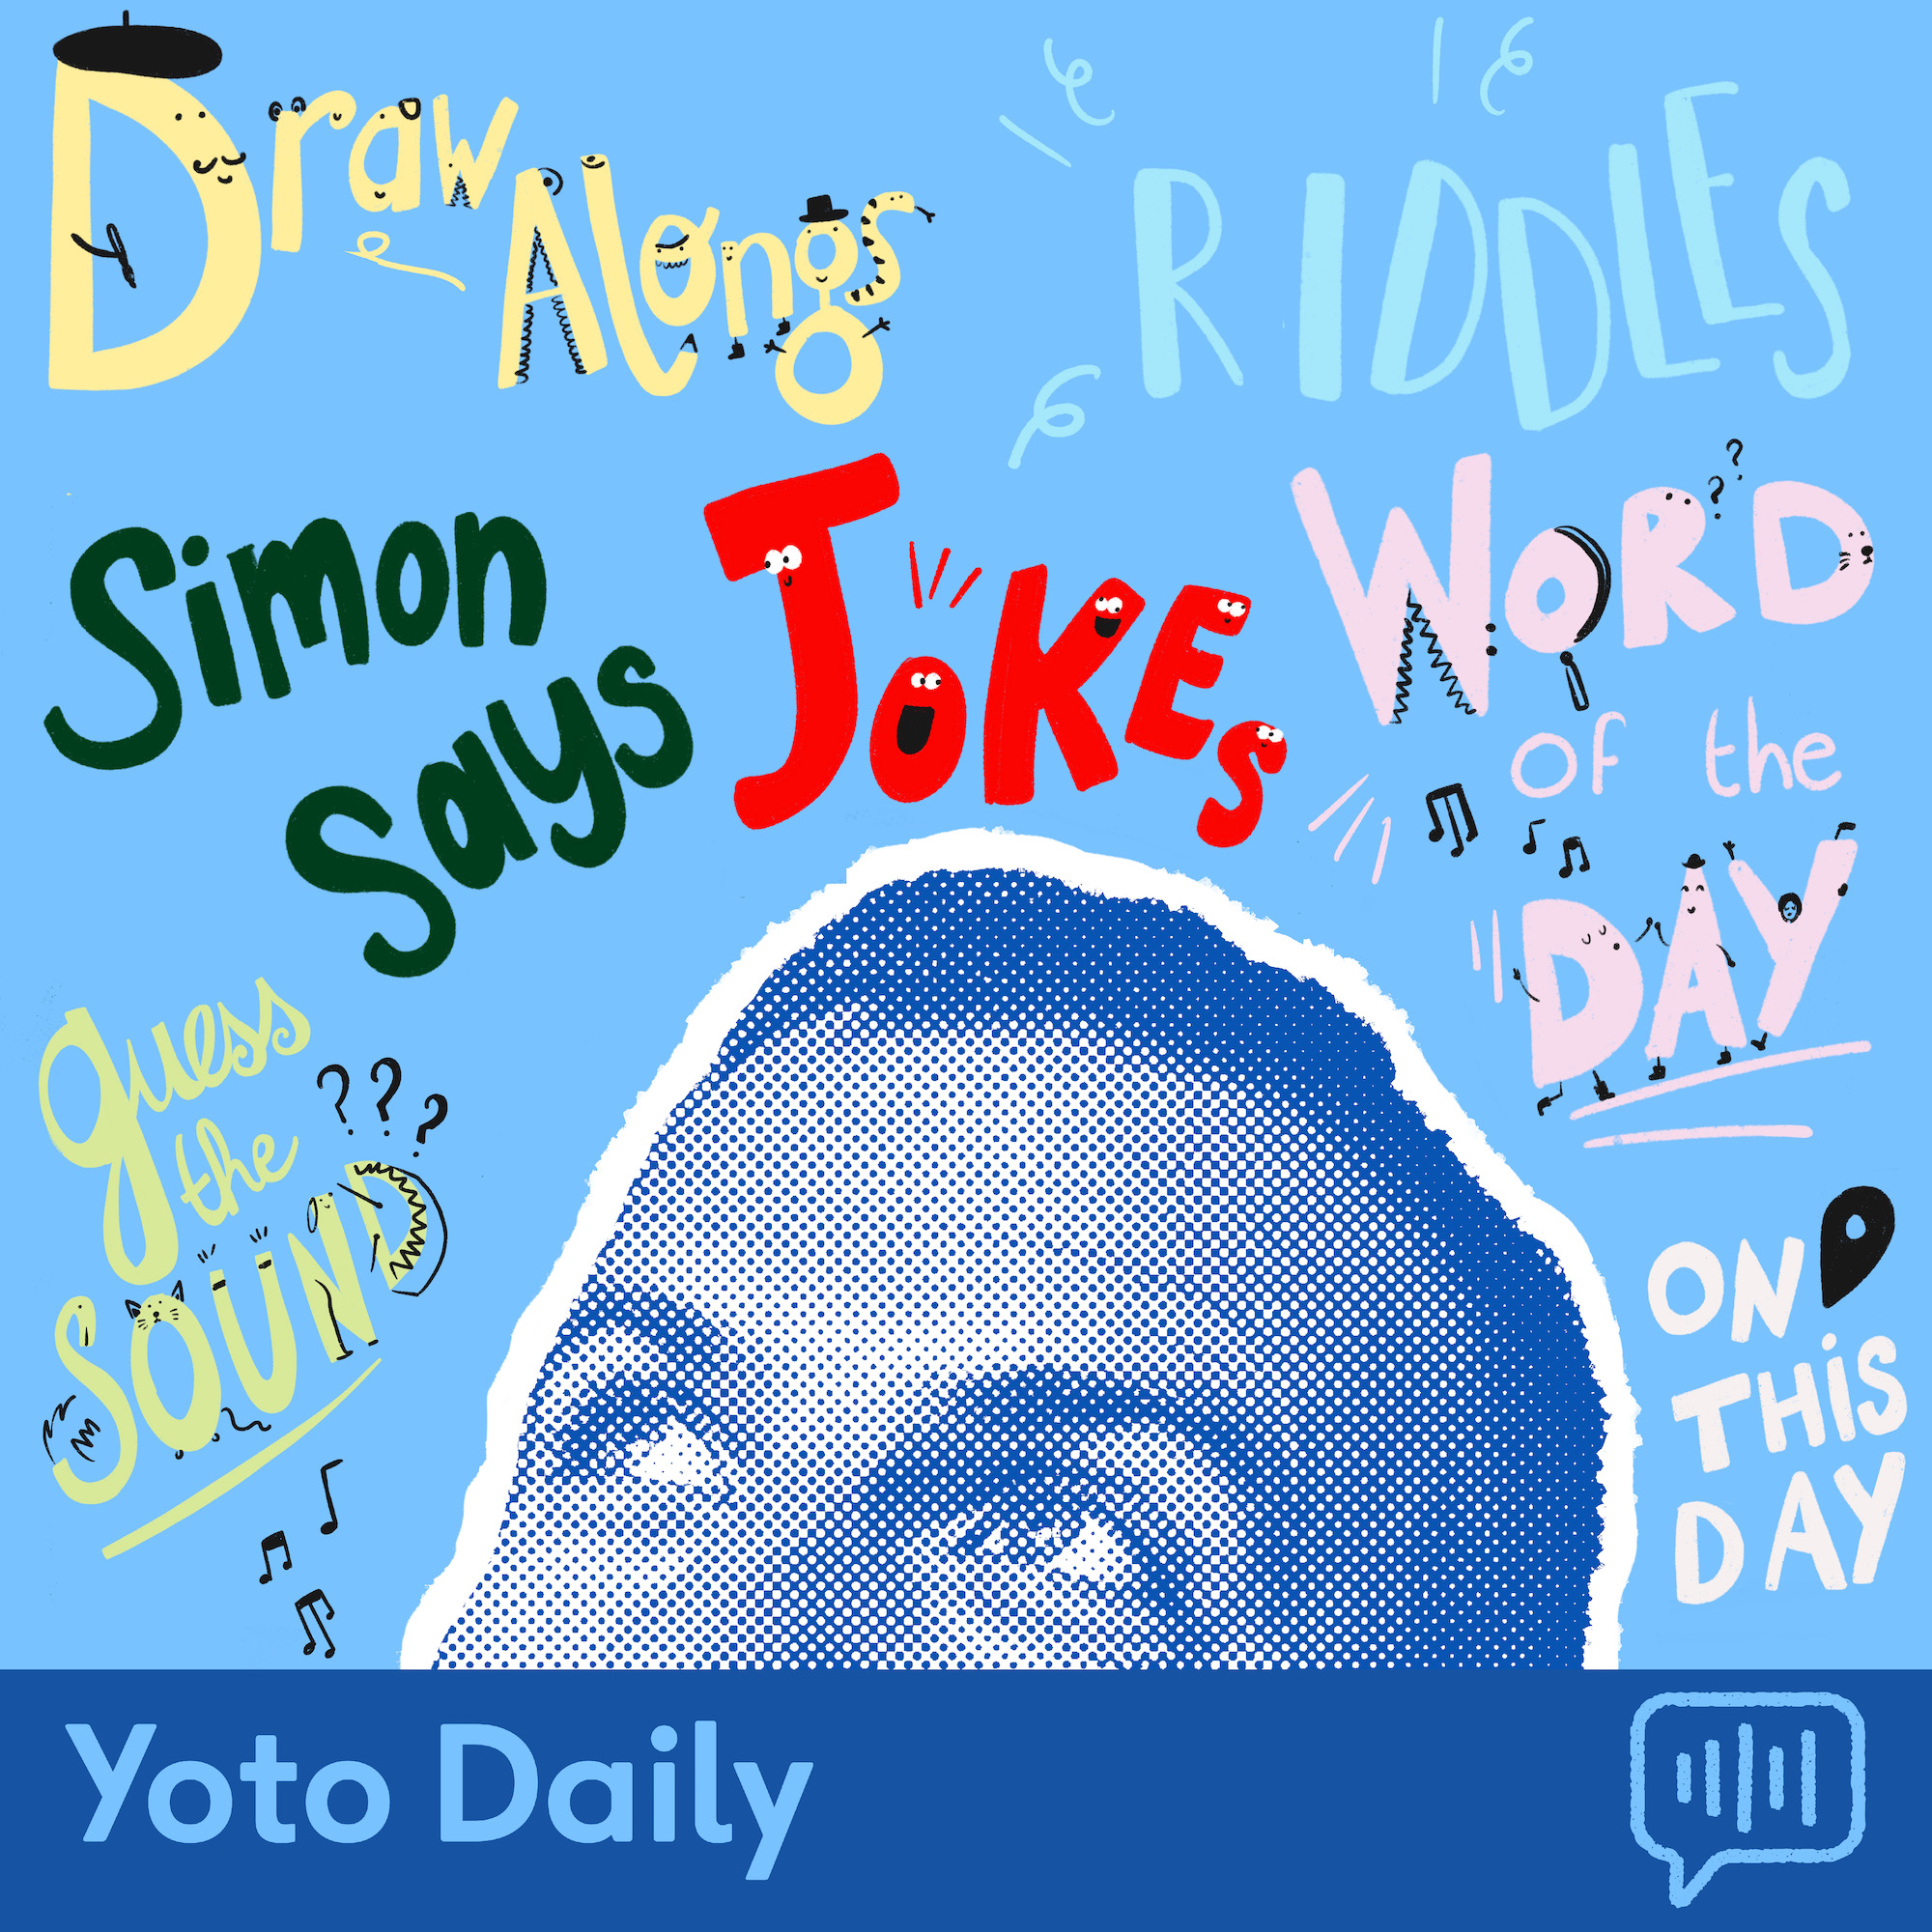 Draw
Alongs
RIDDLES
Simon
says
JOKEs
WORD
of the
DAY
guess
the
SOUND
???
ON
THiS
DAY
Yoto Daily